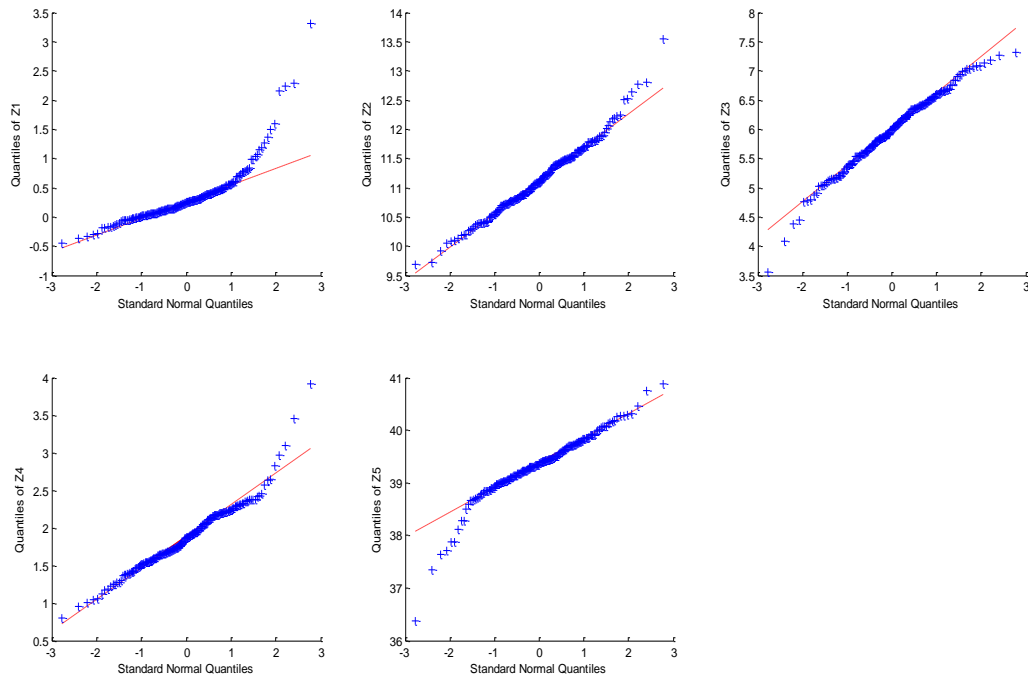 3.5
3
2.5
2
1.5
1
0.5
0
-0.5
-1
Quantiles of Z1
-3 -2 -1 0 1 2 3
Standard Normal Quantiles
14
13.5
13
12.5
12
11.5
11
10.5
10
9.5
Quantiles of Z2
-3 -2 -1 0 1 2 3
Standard Normal Quantiles
8
7.5
7
6.5
6
5.5
5
4.5
4
3.5
Quantiles of Z3
-3 -2 -1 0 1 2 3
Standard Normal Quantiles
4
3.5
3
2.5
2
1.5
1
0.5
Quantiles of Z4
-3 -2 -1 0 1 2 3
Standard Normal Quantiles
41
40
39
38
37
36
Quantiles of Z5
-3 -2 -1 0 1 2 3
Standard Normal Quantiles